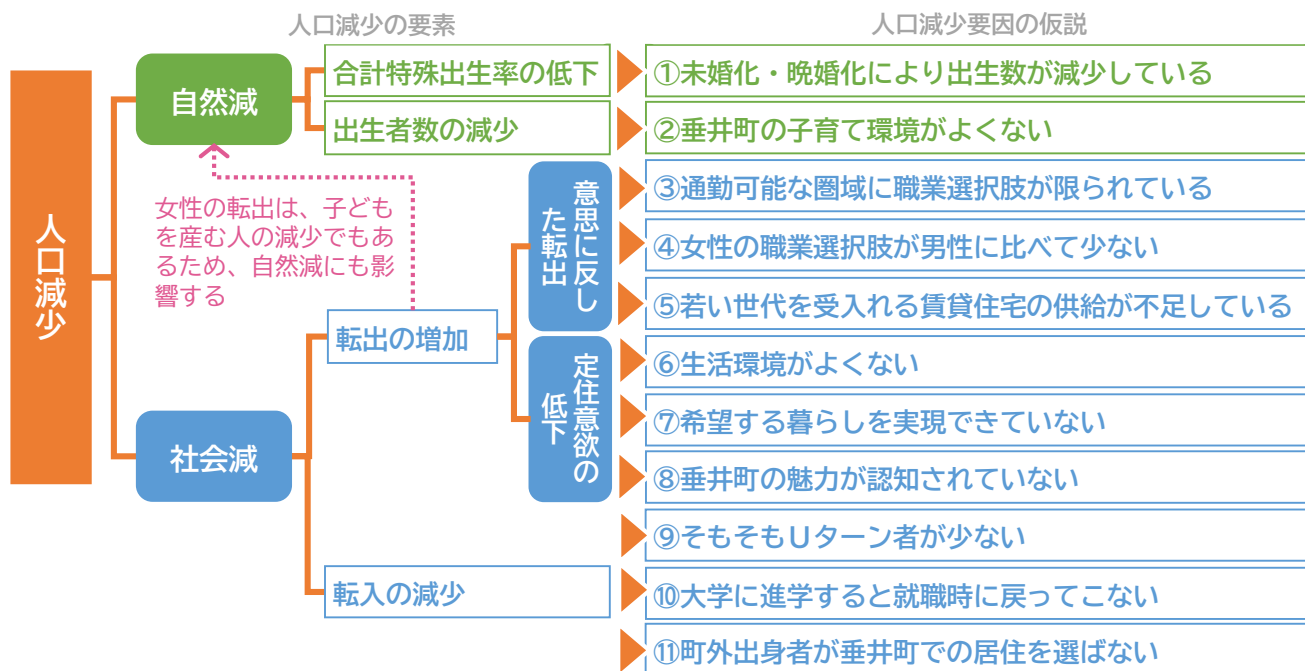 人口減少の要素
人口減少要因の仮説
人口減少
自然減
合計特殊出生率の低下
①未婚化・晩婚化により出生数が減少している
出生者数の減少
②垂井町の子育て環境がよくない
女性の転出は、子ども
を産む人の減少でもあ
るため、自然減にも影
響する
社会減
転出の増加
意思に反し
た転出
③通勤可能な圏域に職業選択肢が限られている
④女性の職業選択肢が男性に比べて少ない
⑤若い世代を受入れる賃貸住宅の供給が不足している
定住意欲の
低下
⑥生活環境がよくない
⑦希望する暮らしを実現できていない
⑧垂井町の魅力が認知されていない
転入の減少
⑨そもそもUターン者が少ない
⑩大学に進学すると就職時に戻ってこない
⑪町外出身者が垂井町での居住を選ばない